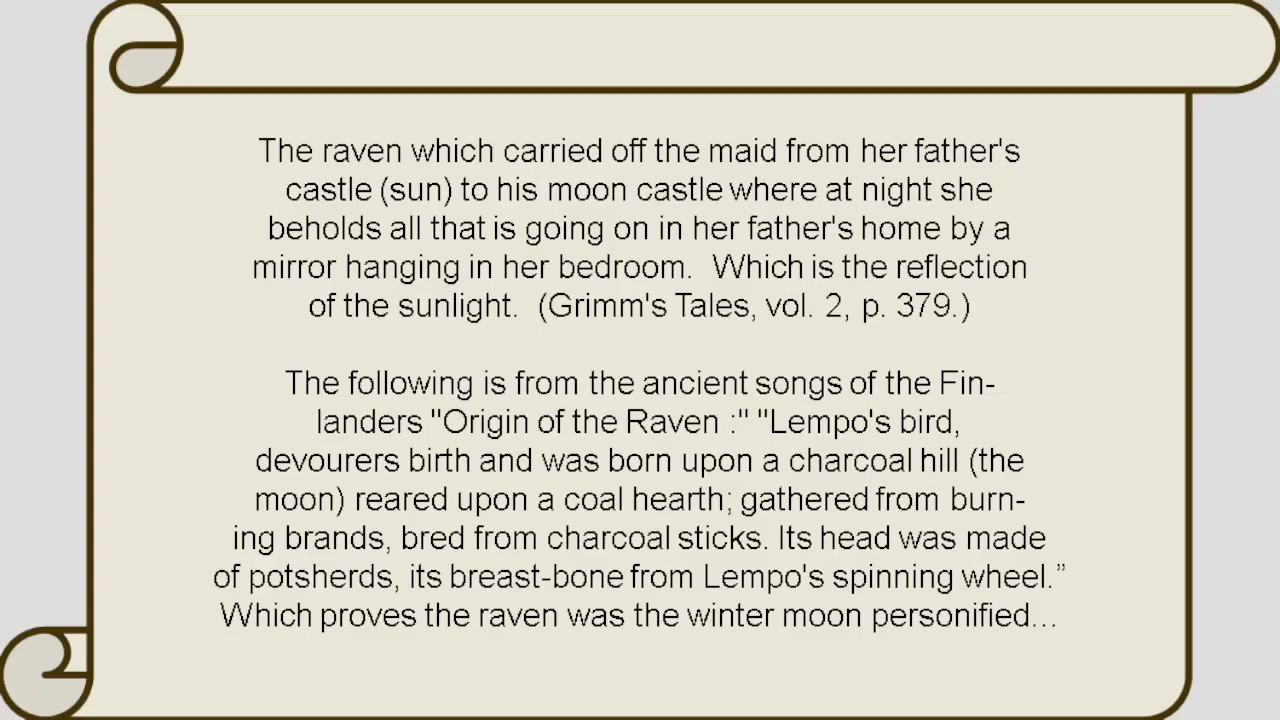 The raven which carried off the maid from her father's
castle (sun) to his moon castle where at night she
beholds all that is going on in her father's home by a
mirror hanging in her bedroom.  Which is the reflection
of the sunlight.  (Grimm's Tales, vol. 2, p. 379.)
The following is from the ancient songs of the Fin-
landers "Origin of the Raven :" "Lempo's bird,
devourers birth and was born upon a charcoal hill (the
moon) reared upon a coal hearth; gathered from burn-
ing brands, bred from charcoal sticks. Its head was made
of potsherds, its breast-bone from Lempo's spinning wheel.”
Which proves the raven was the winter moon personified…